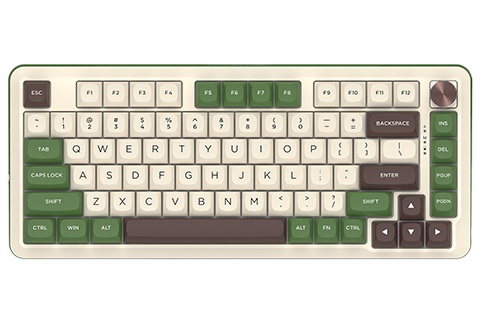 ESC F1 F2 F3 F4 F5 F6 F7 F8 F9 F10 F11 F12
~ ! @ # $ % ^ & * ( ) _ + BACKSPACE INS
` 1 2 3 4 5 6 7 8 9 0 - =
TAB Q W E R T Y U I O P { } | DEL
[ ] \
CAPS LOCK A S D F G H J K L : " ENTER PGUP
; '
SHIFT Z X C V B N M < > ? SHIFT ▲ PGDN
, . /
CTRL WIN ALT ALT FN CTRL ◀ ▼ ▶